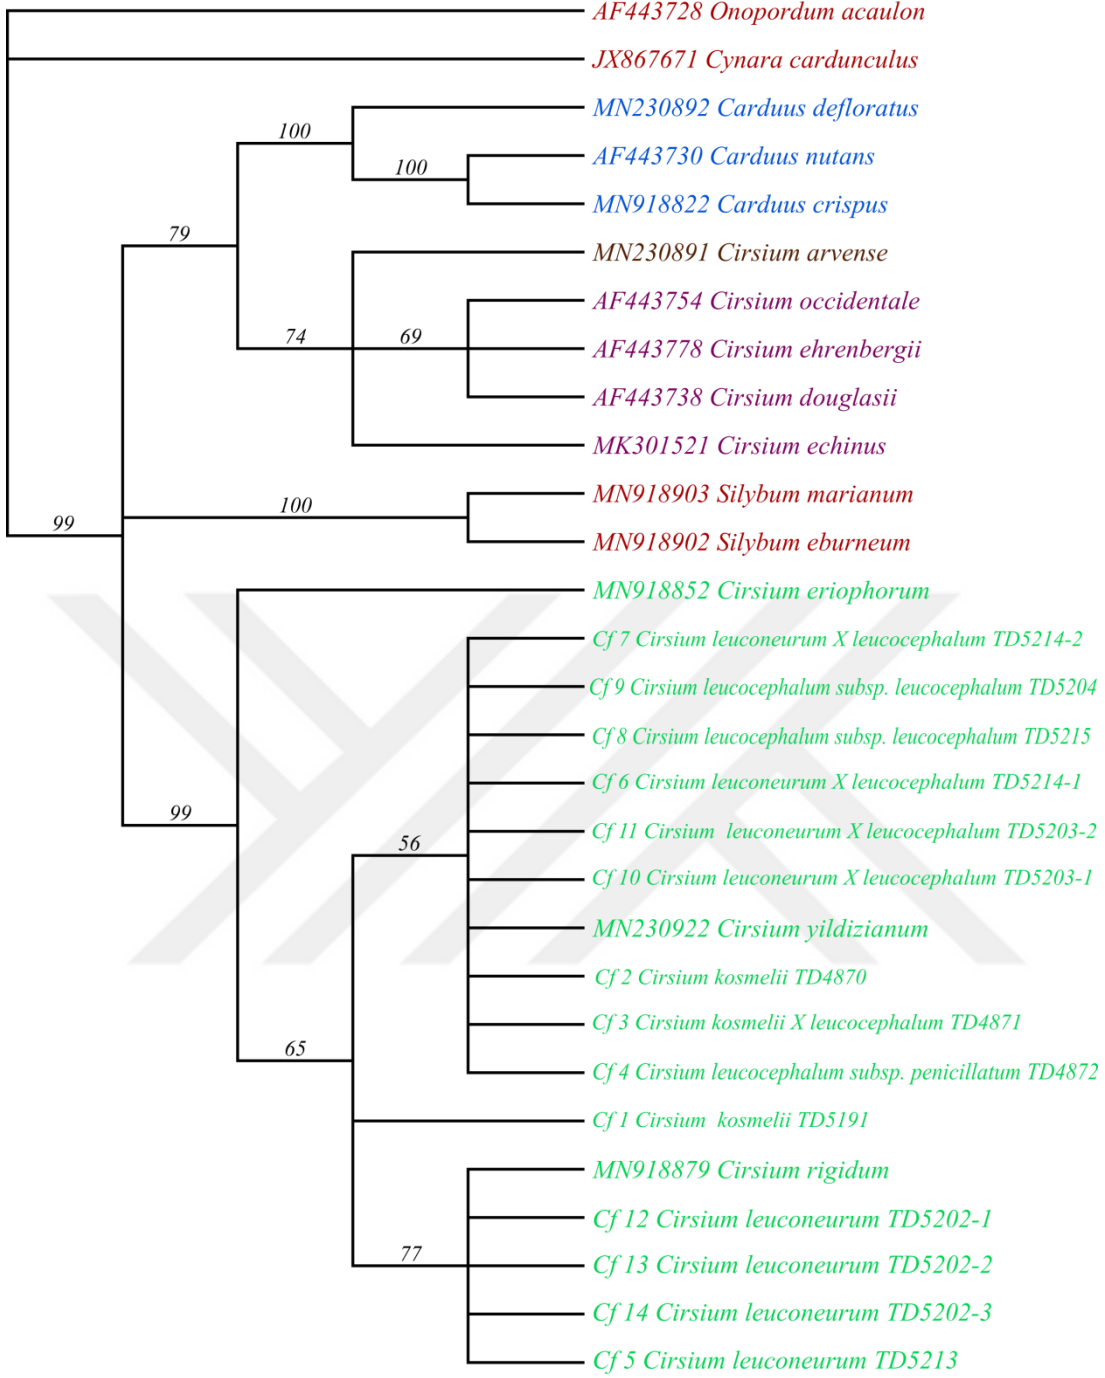 AF443728 Onopordum acaulon
JX867671 Cynara cardunculus
MN230892 Carduus defloratus
100
AF443730 Carduus nutans
100
MN918822 Carduus crispus
79
MN230891 Cirsium arvense
AF443754 Cirsium occidentale
74
69
AF443778 Cirsium ehrenbergii
AF443738 Cirsium douglasii
MK301521 Cirsium echinus
MN918903 Silybum marianum
100
99
MN918902 Silybum eburneum
MN918852 Cirsium eriophorum
Cf 7 Cirsium leuconeurum X leucocephalum TD5214-2
Cf 9 Cirsium leucocephalum subsp. leucocephalum TD5204
Cf 8 Cirsium leucocephalum subsp. leucocephalum TD5215
Cf 6 Cirsium leuconeurum X leucocephalum TD5214-1
99
Cf 11 Cirsium leuconeurum X leucocephalum TD5203-2
56
Cf 10 Cirsium leuconeurum X leucocephalum TD5203-1
MN230922 Cirsium yildizianum
Cf 2 Cirsium kosmelii TD4870
Cf 3 Cirsium kosmelii X leucocephalum TD4871
65
Cf 4 Cirsium leucocephalum subsp. penicillatum TD4872
Cf 1 Cirsium kosmelii TD5191
MN918879 Cirsium rigidum
Cf 12 Cirsium leuconeurum TD5202-1
77
Cf 13 Cirsium leuconeurum TD5202-2
Cf 14 Cirsium leuconeurum TD5202-3
Cf 5 Cirsium leuconeurum TD5213